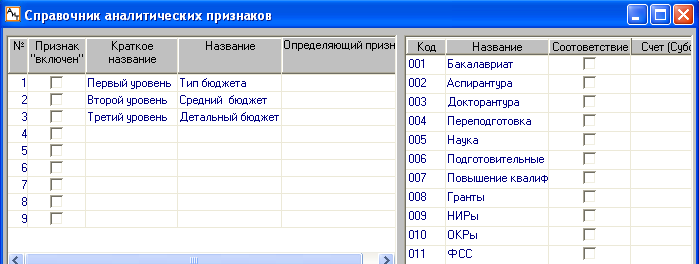 Справочник аналитических признаков
№ Признак "включен" Краткое название Название Определяющий призн
1 Первый уровень Тип бюджета
2 Второй уровень Средний бюджет
3 Третий уровень Детальный бюджет
4
5
6
7
8
9
Код Название Соотоветствие Счет (Субс
001 Бакалавриат
002 Аспирантура
003 Докторантура
004 Переподготовка
005 Наука
006 Подготовительные
007 Повышение квалиф
008 Гранты
009 НИРы
010 ОКРы
011 ФСС